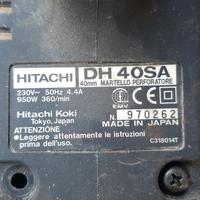 HITACHI DH 40SA
40mm MARTELLO PERFORATORE
230V~ 50Hz 4.4A
950W 360/min
Hitachi Koki
Tokyo,Japan
EMV
N. 970262
MADE IN JAPAN
ATTENZIONE
•Leggere attentamente le istruzioni
prima dell'uso.
C318014T